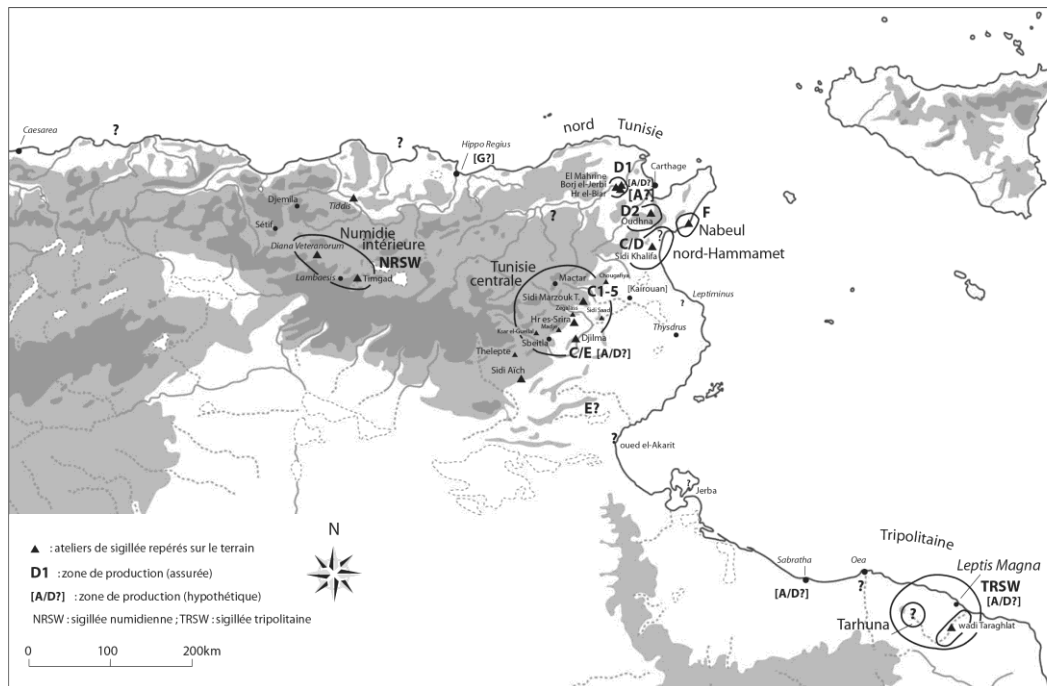 Caesarea
?
?
Hippo Regius
[G?]
nord Tunisie
D1
El Mahrine
Borj el-Jerbi
Hr el-Biar
[A/D?]
[A?]
Carthage
Djemila
Tiddis
Sétif
?
D2
Oudhna
F
Nabeul
?
C/D
Sidi Khalifa
nord-Hammamet
Numidie
intérieure
NRSW
Diana Veteranorum
Lambaesis
Timgad
Tunisie
centrale
Mactar
Chougafiya
C1-5
[Kairouan]
Sidi Marzouk T.
Sidi Saad
Hr es-Srira
Ksar el-Guellal
Sbeïtla
Djilma
C/E [A/D?]
Thelepte
Sidi Aïch
?
Leptiminus
Thysdrus
E?
?
oued el-Akarit
?
Jerba
Tripolitaine
Sabratha
[A/D?]
Oea
?
Leptis Magna
TRSW
[A/D?]
Tarhuna
?
wadi Taraghlat
N
▲ : ateliers de sigillée repérés sur le terrain
D1 : zone de production (assurée)
[A/D?] : zone de production (hypothétique)
NRSW : sigillée numidienne ; TRSW : sigillée tripolitaine
0 100 200km